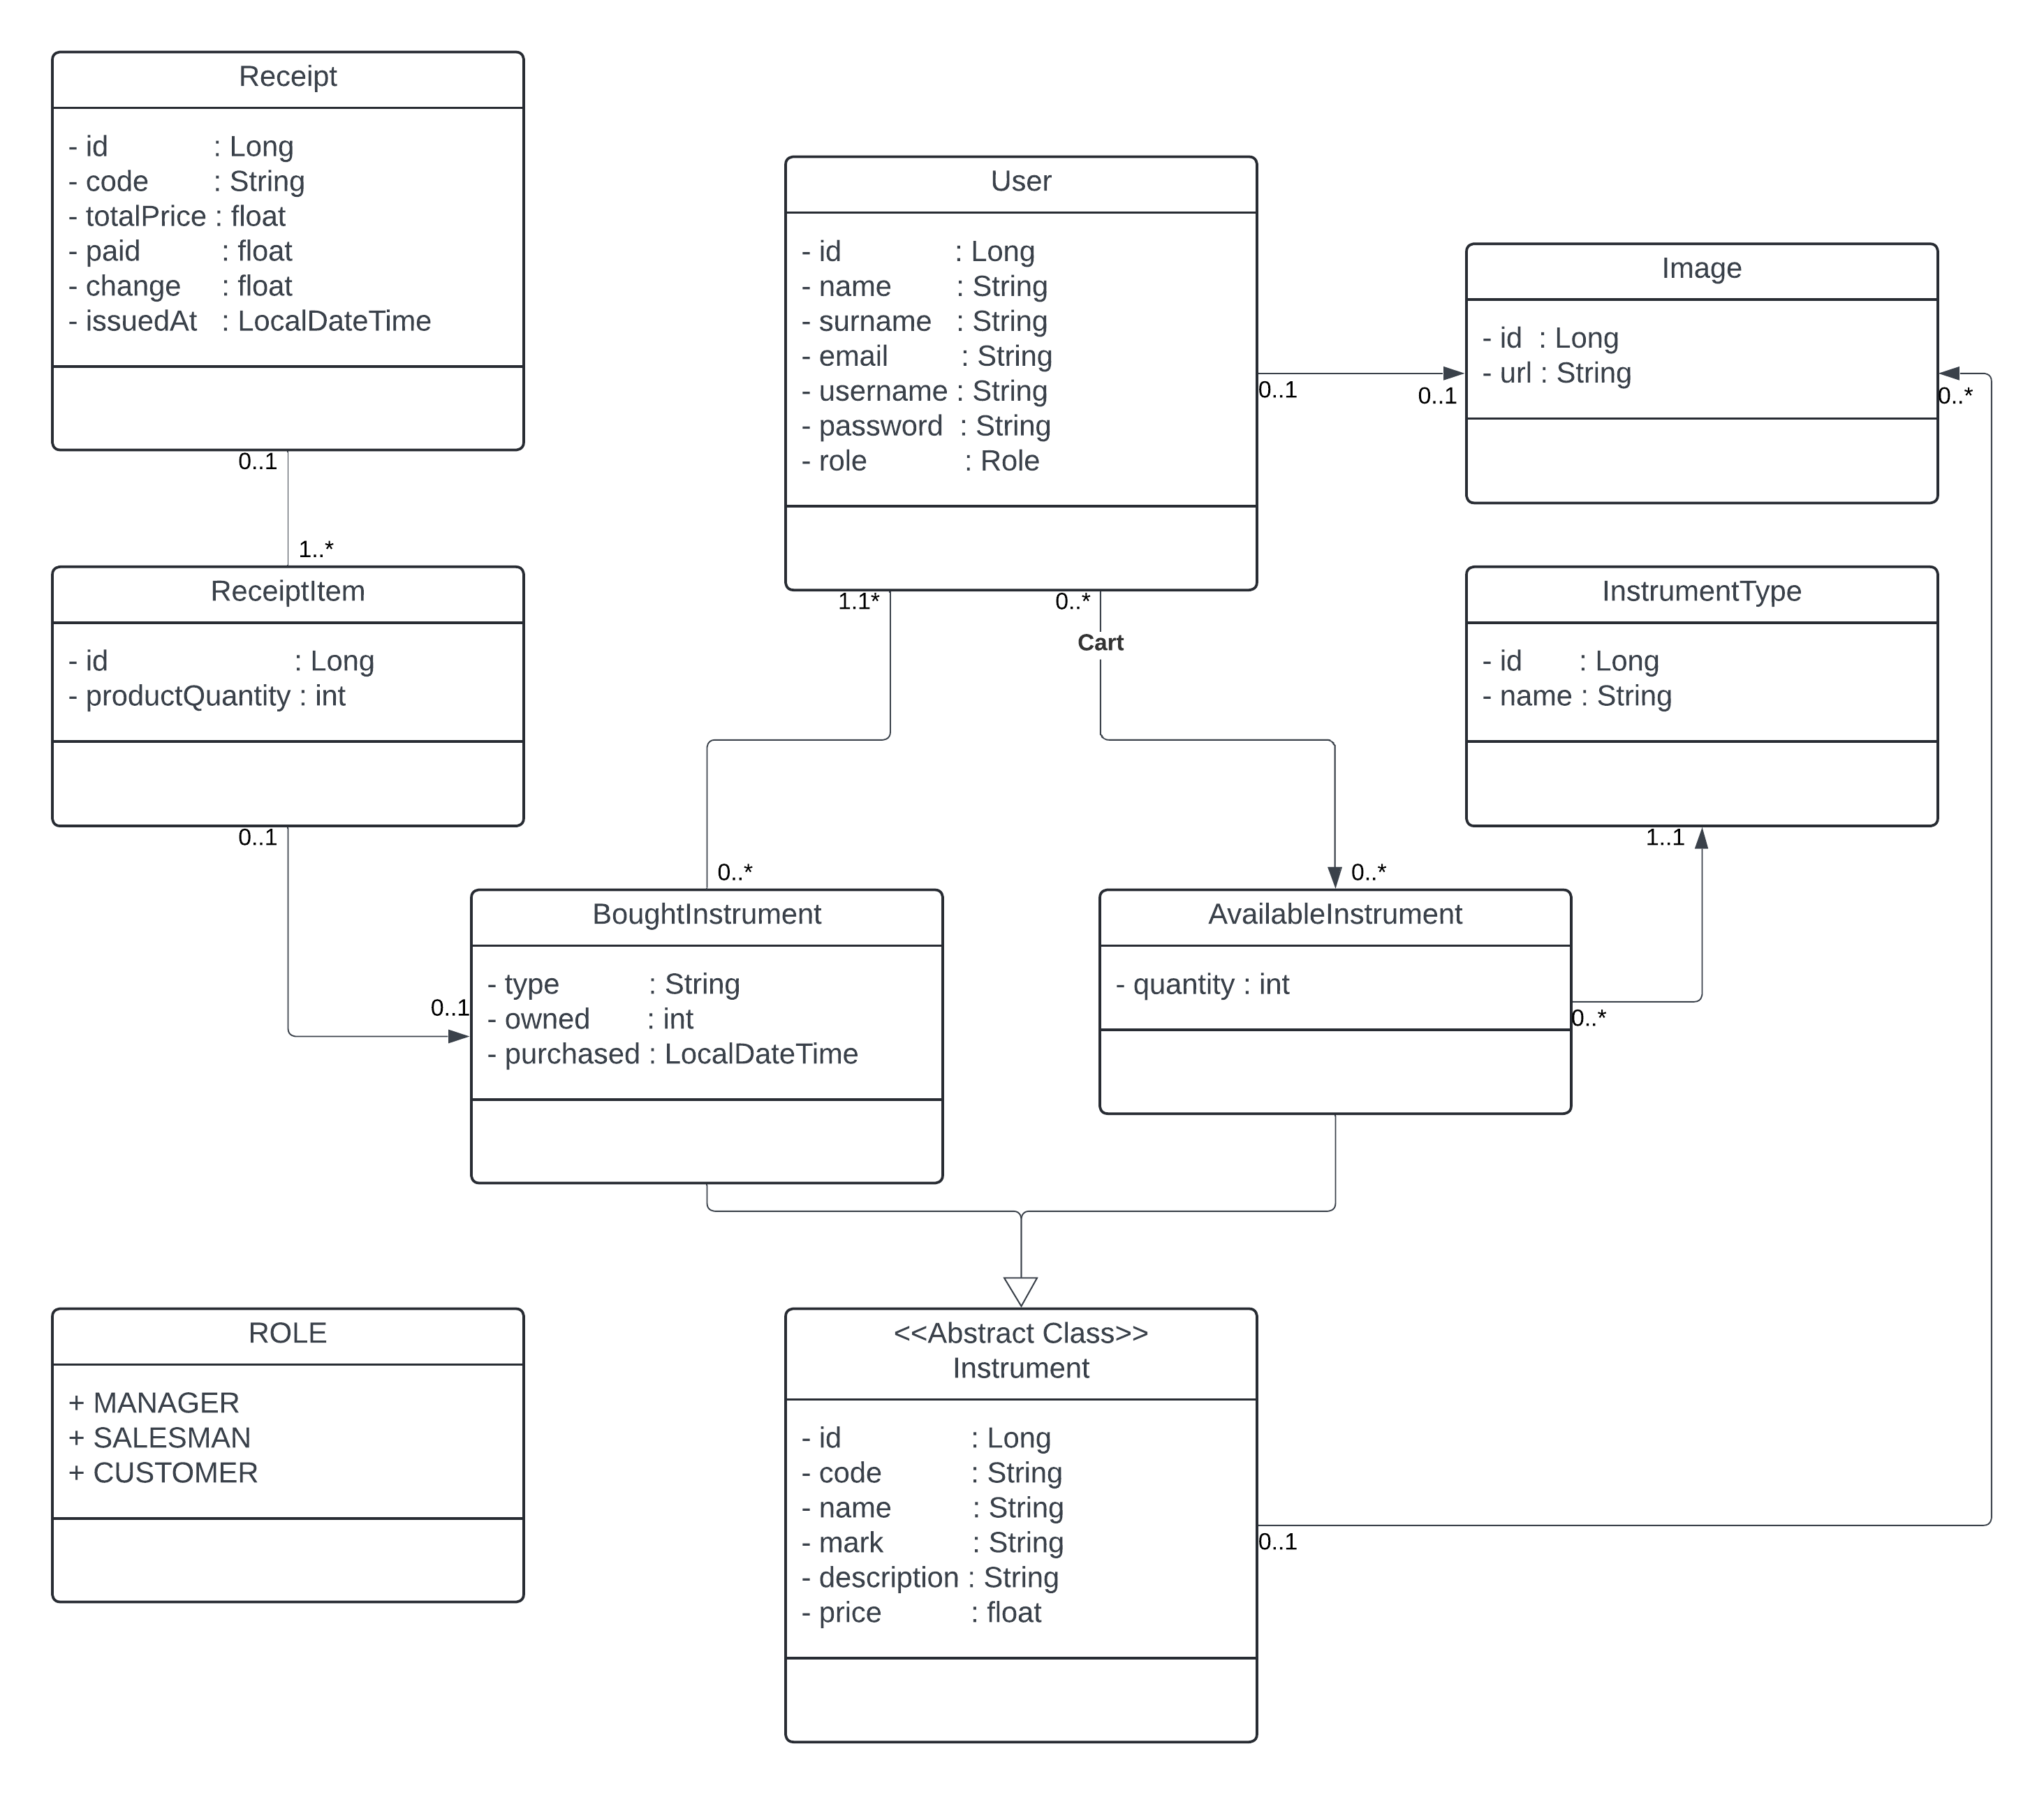 Receipt
- id : Long
- code : String
- totalPrice : float
- paid : float
- change : float
- issuedAt : LocalDateTime
0..1
1..*
ReceiptItem
- id : Long
- productQuantity : int
0..1
User
- id : Long
- name : String
- surname : String
- email : String
- username : String
- password : String
- role : Role
0..1
0..1
1.1*
0..*
Cart
Image
- id : Long
- url : String
0..*
InstrumentType
- id : Long
- name : String
1..1
0..1
0..*
BoughtInstrument
- type : String
- owned : int
- purchased : LocalDateTime
0..*
AvailableInstrument
- quantity : int
0..*
ROLE
+ MANAGER
+ SALESMAN
+ CUSTOMER
<<Abstract Class>>
Instrument
- id : Long
- code : String
- name : String
- mark : String
- description : String
- price : float
0..1